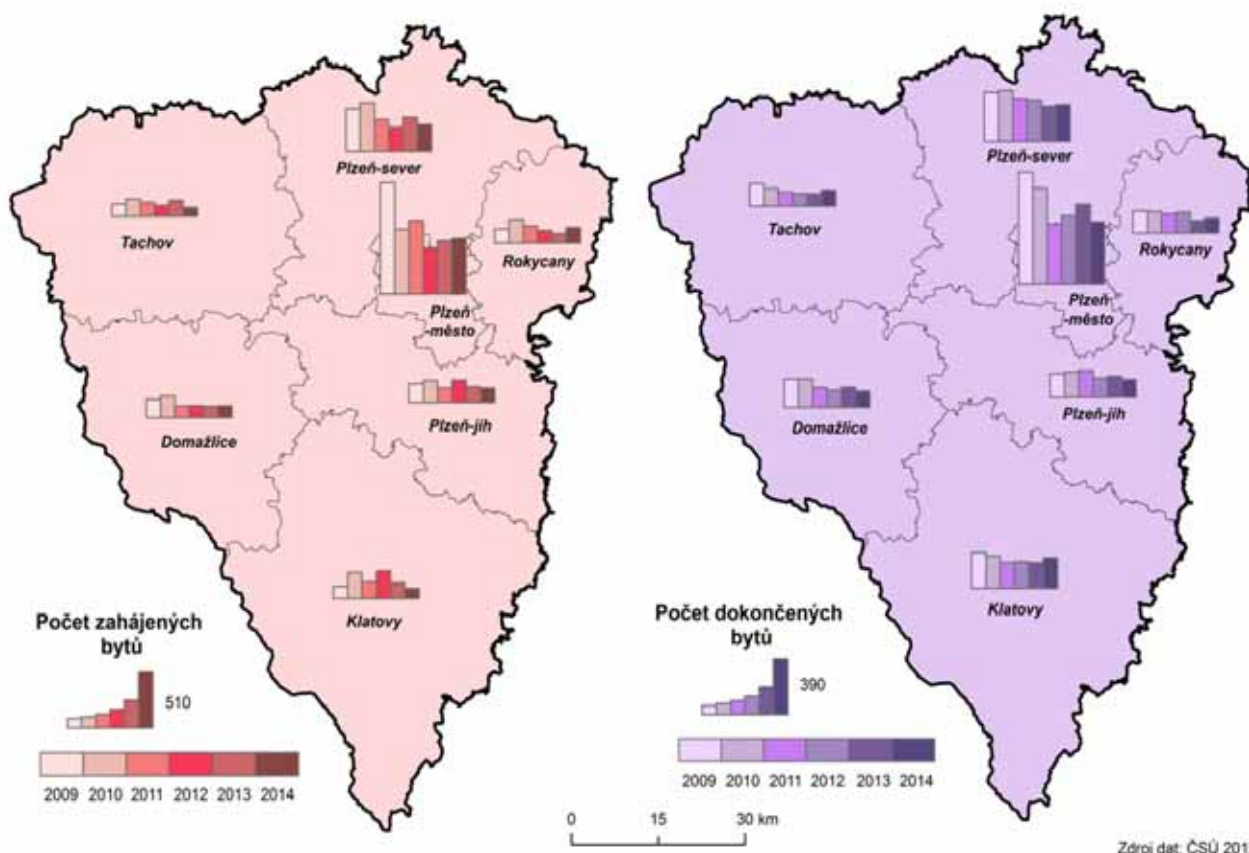 Plzeň-sever
Tachov
Rokycany
Plzeň
-město
Plzeň-jih
Domažlice
Klatovy
Počet zahájených
bytů
510
2009 2010 2011 2012 2013 2014
Plzeň-sever
Tachov
Rokycany
Plzeň
-město
Plzeň-jih
Domažlice
Klatovy
Počet dokončených
bytů
390
2009 2010 2011 2012 2013 2014
0 15 30 km
Zdroj dat: ČSÚ 201